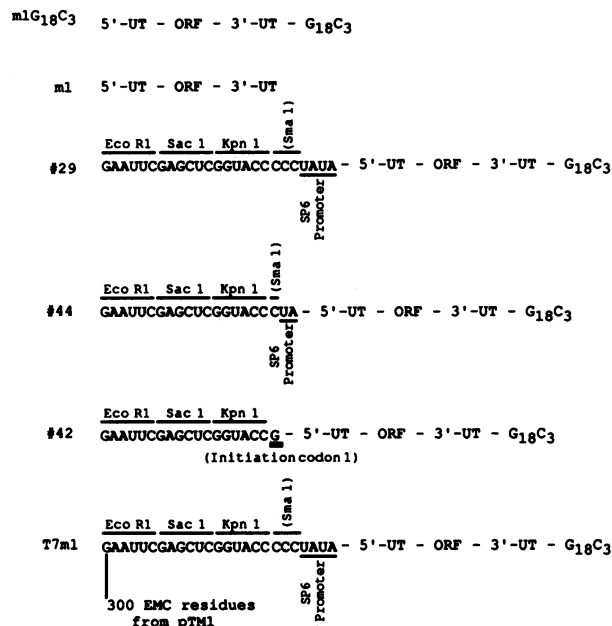 m1G18C3 5'-UT - ORF - 3'-UT - G18C3
m1 5'-UT - ORF - 3'-UT
Eco R1 Sac 1 Kpn 1 (Sma 1)
#29 GAAUUCGAGCUCGGUACCCCCUAUA - 5'-UT - ORF - 3'-UT - G18C3
SP6 Promoter
Eco R1 Sac 1 Kpn 1 (Sma 1)
#44 GAAUUCGAGCUCGGUACCCUA - 5'-UT - ORF - 3'-UT - G18C3
SP6 Promoter
Eco R1 Sac 1 Kpn 1
#42 GAAUUCGAGCUCGGUACCG - 5'-UT - ORF - 3'-UT - G18C3
(Initiation codon 1)
Eco R1 Sac 1 Kpn 1 (Sma 1)
T7m1 GAAUUCGAGCUCGGUACCCCCUAUA - 5'-UT - ORF - 3'-UT - G18C3
300 EMC residues
from pTM1
SP6 Promoter